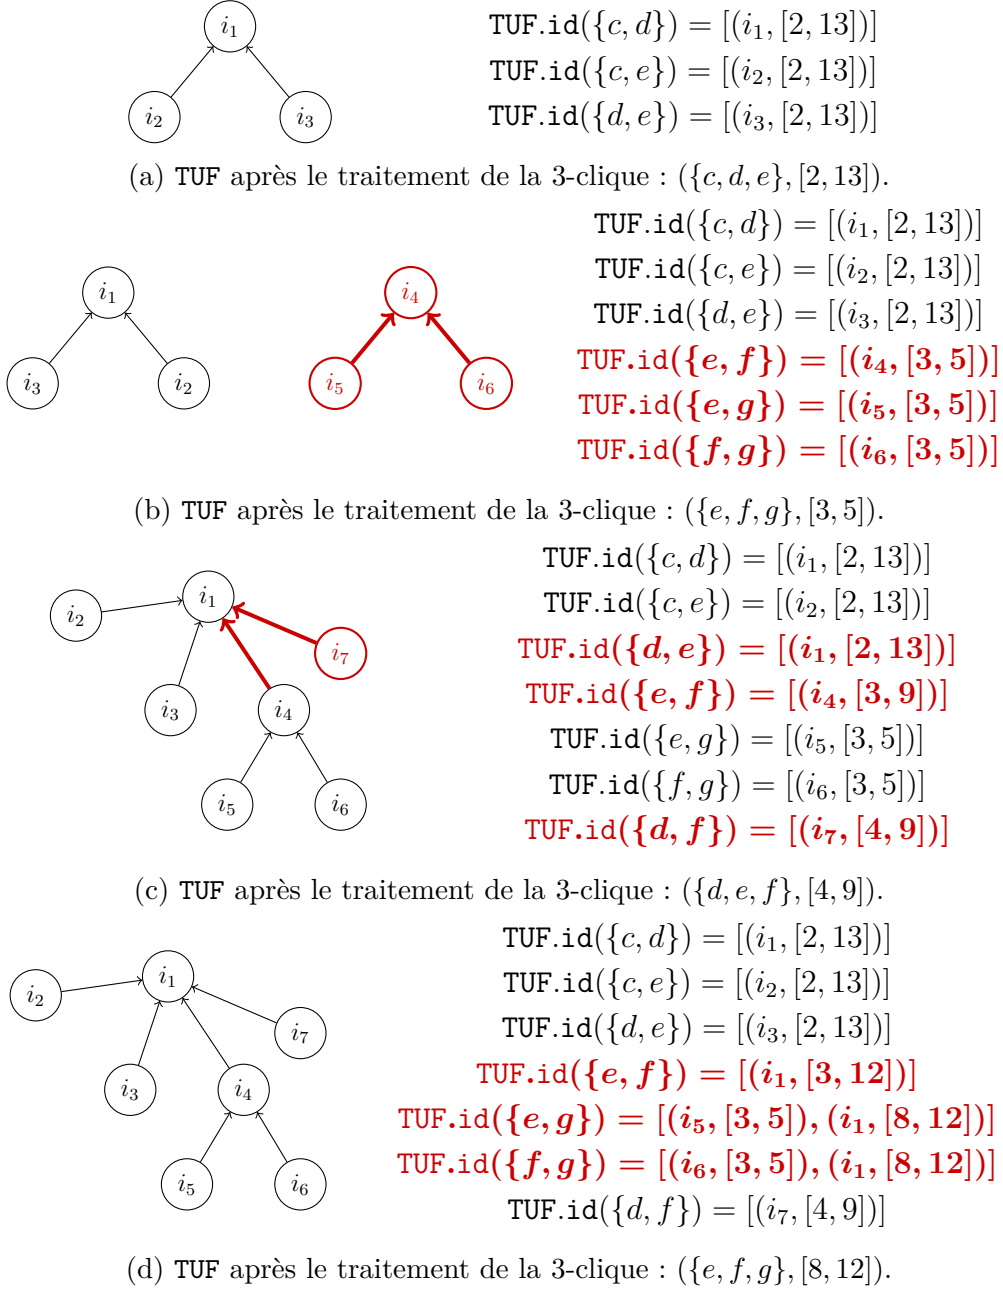 i₁
i₂ i₃
TUF.id({c, d}) = [(i₁, [2, 13])]
TUF.id({c, e}) = [(i₂, [2, 13])]
TUF.id({d, e}) = [(i₃, [2, 13])]
(a) TUF après le traitement de la 3-clique : ({c, d, e}, [2, 13]).
i₁ i₄
i₃ i₂ i₅ i₆
TUF.id({c, d}) = [(i₁, [2, 13])]
TUF.id({c, e}) = [(i₂, [2, 13])]
TUF.id({d, e}) = [(i₃, [2, 13])]
TUF.id({e, f}) = [(i₄, [3, 5])]
TUF.id({e, g}) = [(i₅, [3, 5])]
TUF.id({f, g}) = [(i₆, [3, 5])]
(b) TUF après le traitement de la 3-clique : ({e, f, g}, [3, 5]).
i₁
i₂
i₇
i₃ i₄
i₅ i₆
TUF.id({c, d}) = [(i₁, [2, 13])]
TUF.id({c, e}) = [(i₂, [2, 13])]
TUF.id({d, e}) = [(i₁, [2, 13])]
TUF.id({e, f}) = [(i₄, [3, 9])]
TUF.id({e, g}) = [(i₅, [3, 5])]
TUF.id({f, g}) = [(i₆, [3, 5])]
TUF.id({d, f}) = [(i₇, [4, 9])]
(c) TUF après le traitement de la 3-clique : ({d, e, f}, [4, 9]).
i₁
i₂
i₇
i₃ i₄
i₅ i₆
TUF.id({c, d}) = [(i₁, [2, 13])]
TUF.id({c, e}) = [(i₂, [2, 13])]
TUF.id({d, e}) = [(i₃, [2, 13])]
TUF.id({e, f}) = [(i₁, [3, 12])]
TUF.id({e, g}) = [(i₅, [3, 5]), (i₁, [8, 12])]
TUF.id({f, g}) = [(i₆, [3, 5]), (i₁, [8, 12])]
TUF.id({d, f}) = [(i₇, [4, 9])]
(d) TUF après le traitement de la 3-clique : ({e, f, g}, [8, 12]).